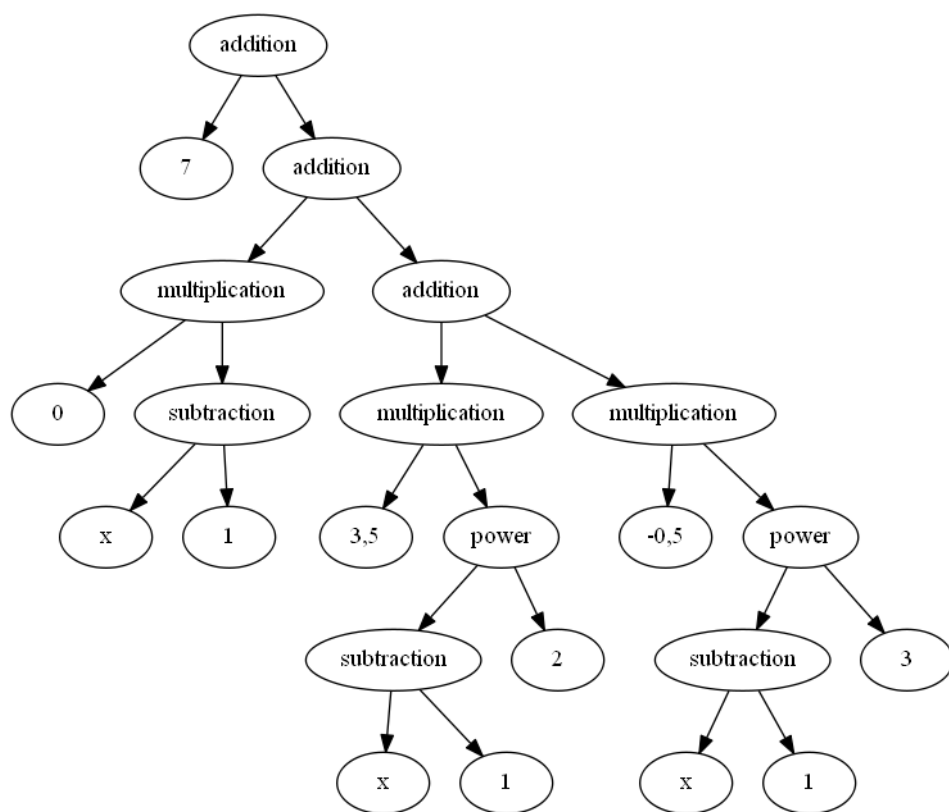 addition
7
addition
multiplication
addition
0
subtraction
multiplication
multiplication
x
1
3,5
power
-0,5
power
subtraction
2
subtraction
3
x
1
x
1